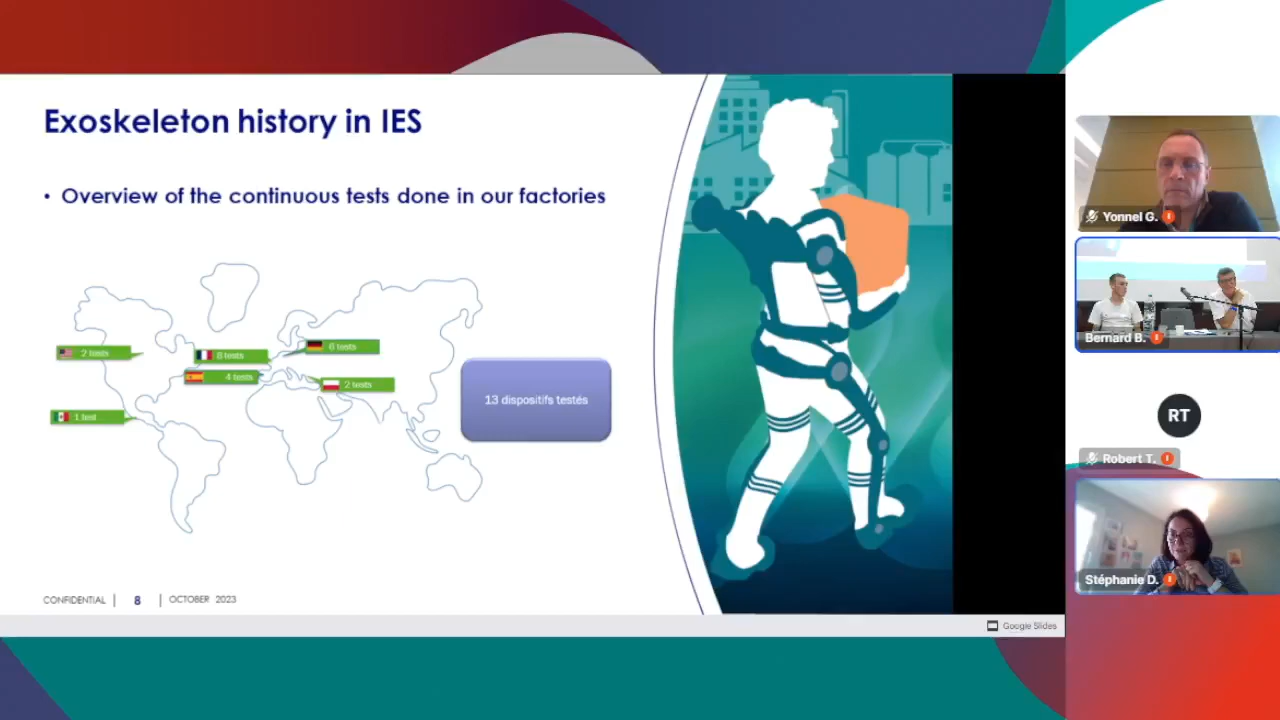 Exoskeleton history in IES
• Overview of the continuous tests done in our factories
2 tests
8 tests
6 tests
4 tests
2 tests
1 test
13 dispositifs testés
CONFIDENTIAL | 8 | OCTOBER 2023
Google Slides
Yonnel G.
Bernard B.
RT
Robert T.
Stéphanie D.